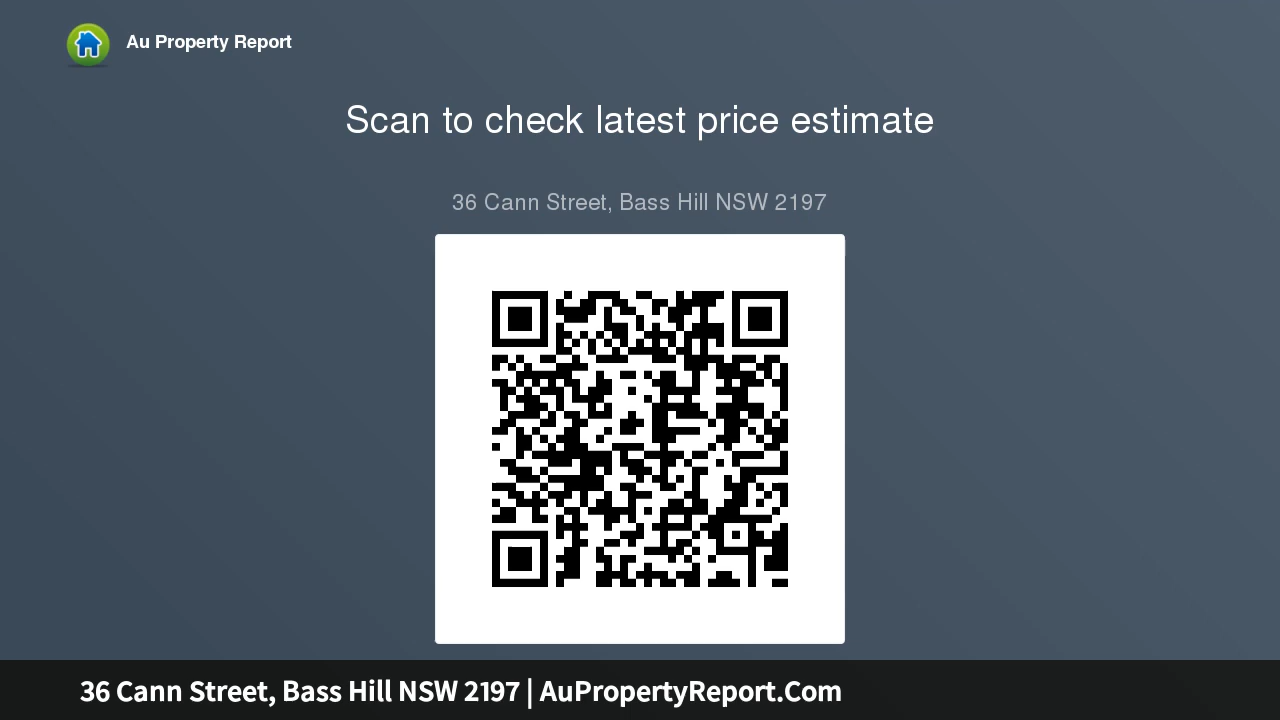 Au Property Report
Scan to check latest price estimate
36 Cann Street, Bass Hill NSW 2197
36 Cann Street, Bass Hill NSW 2197 | AuPropertyReport.Com